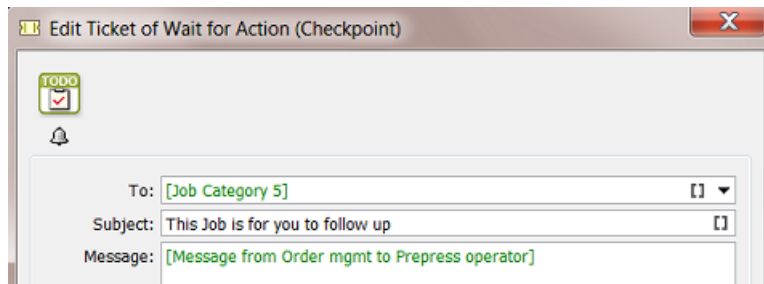 Edit Ticket of Wait for Action (Checkpoint)
TODO
To: [Job Category 5] []
Subject: This Job is for you to follow up []
Message: [Message from Order mgmt to Prepress operator]